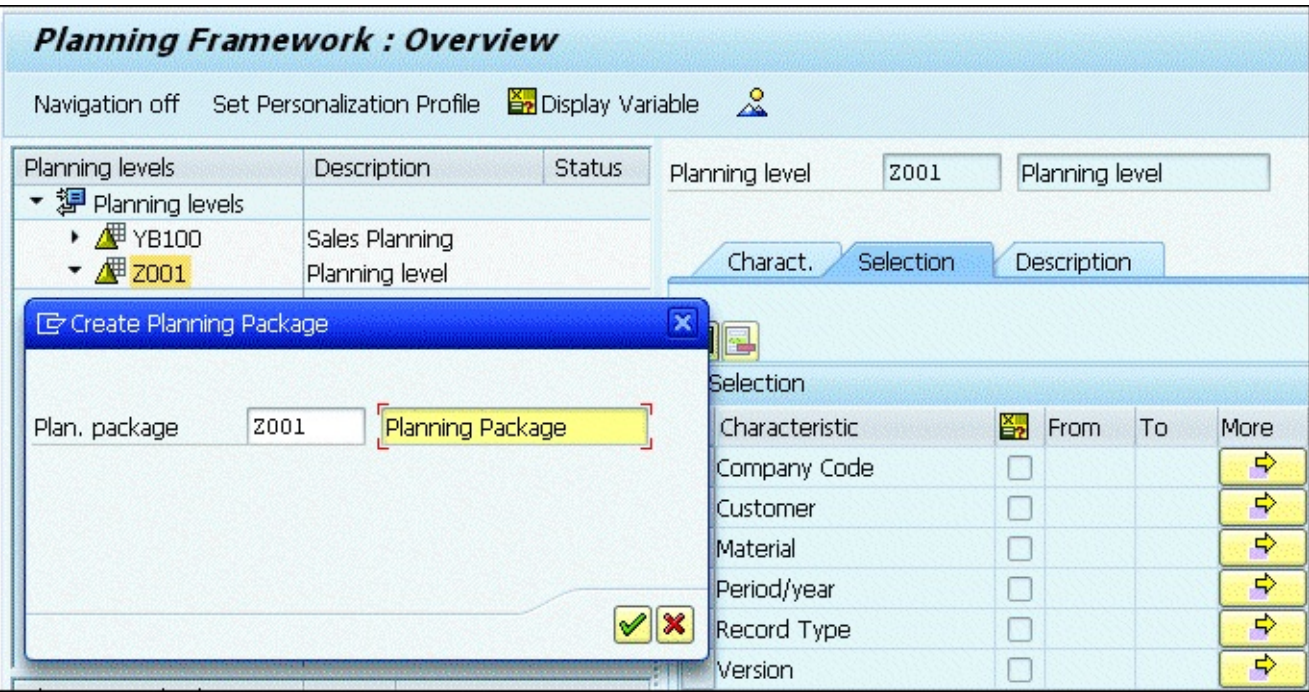 Planning Framework : Overview
Navigation off Set Personalization Profile Display Variable
Planning levels Description Status
Planning levels
YB100 Sales Planning
Z001 Planning level
Planning level Z001 Planning level
Charact. Selection Description
Create Planning Package
Plan. package Z001 Planning Package
Selection
Characteristic From To More
Company Code
Customer
Material
Period/year
Record Type
Version